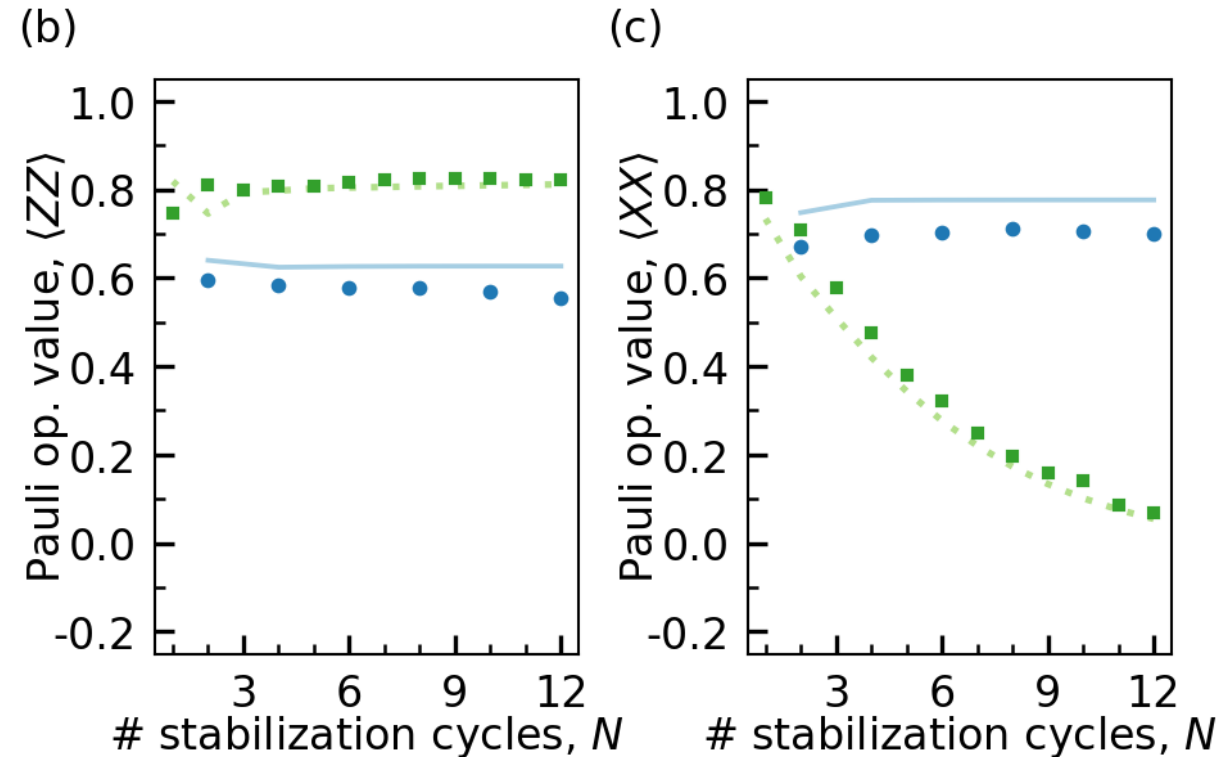 (b)
Pauli op. value, ⟨ZZ⟩
1.0
0.8
0.6
0.4
0.2
0.0
-0.2
3 6 9 12
# stabilization cycles, N
(c)
Pauli op. value, ⟨XX⟩
1.0
0.8
0.6
0.4
0.2
0.0
-0.2
3 6 9 12
# stabilization cycles, N